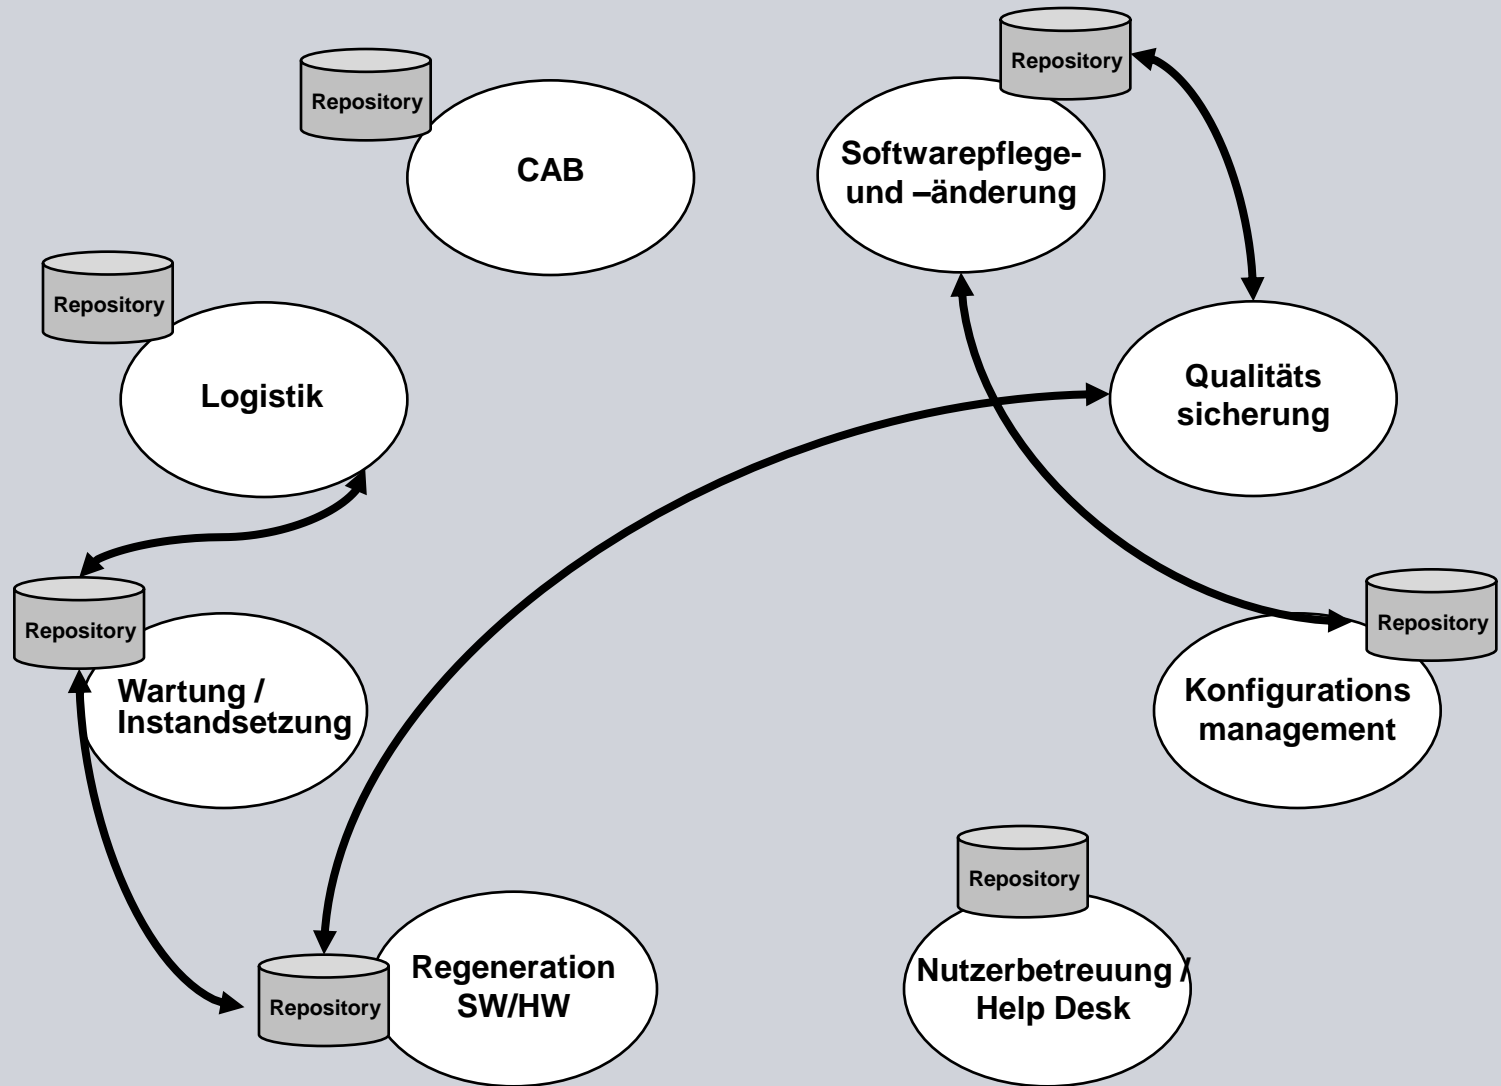 Repository
CAB
Repository
Softwarepflege-
und –änderung
Repository
Logistik
Qualitäts
sicherung
Repository
Wartung /
Instandsetzung
Repository
Konfigurations
management
Repository
Regeneration
SW/HW
Repository
Nutzerbetreuung /
Help Desk